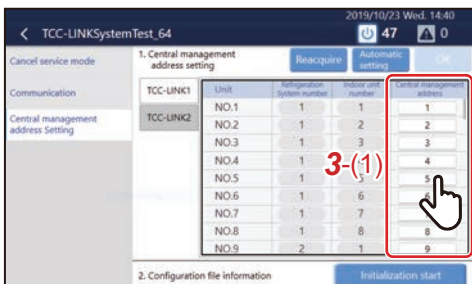 2019/10/23 Wed. 14:40
< TCC-LINKSystemTest_64 47 0
Cancel service mode
Communication
Central management
address Setting
1. Central management
address setting
Reacquire
Automatic
setting
OK
TCC-LINK1
TCC-LINK2
Unit Refrigeration
System number Indoor unit
number Central management
address
NO.1 1 1 1
NO.2 1 2 2
NO.3 1 3 3
NO.4 1 4
NO.5 1 5
NO.6 1 6
NO.7 1 7 7
NO.8 1 8 8
NO.9 2 1 9
3-(1)
2. Configuration file information
Initialization start